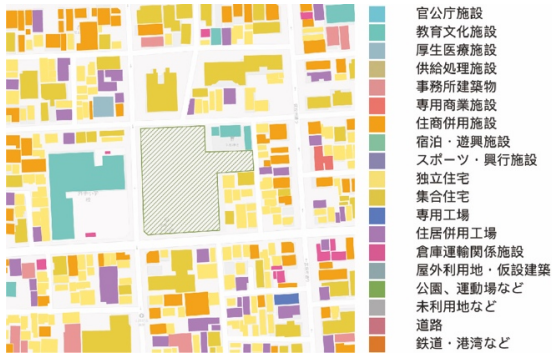 官公庁施設
教育文化施設
厚生医療施設
供給処理施設
事務所建築物
専用商業施設
住商併用施設
宿泊・遊興施設
スポーツ・興行施設
独立住宅
集合住宅
専用工場
住居併用工場
倉庫運輸関係施設
屋外利用地・仮設建築
公園、運動場など
未利用地など
道路
鉄道・港湾など